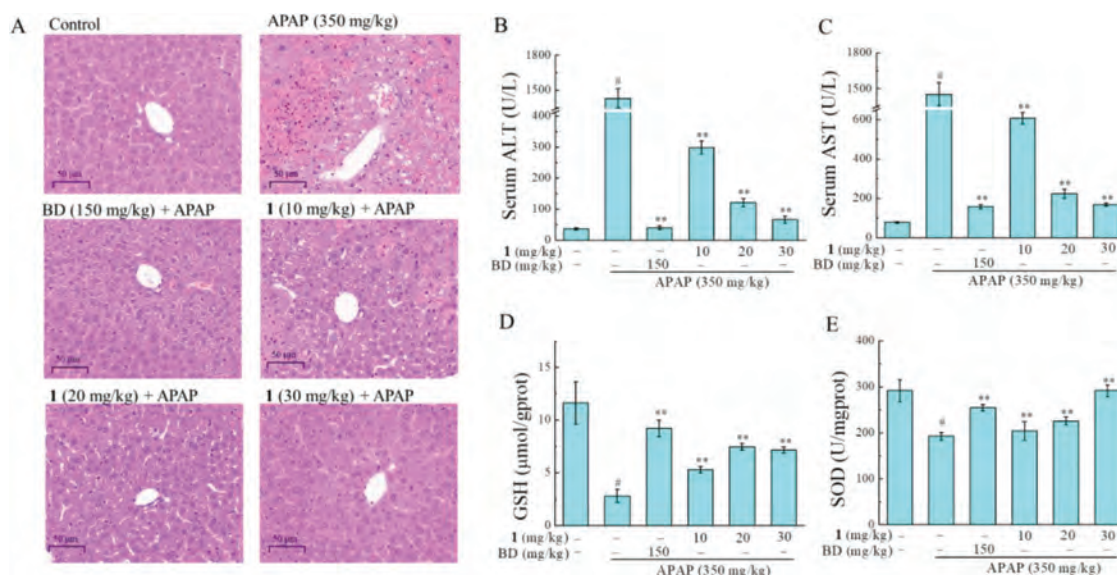 A
Control
APAP (350 mg/kg)
50 μm
50 μm
BD (150 mg/kg) + APAP
1 (10 mg/kg) + APAP
50 μm
50 μm
1 (20 mg/kg) + APAP
1 (30 mg/kg) + APAP
50 μm
50 μm
B
Serum ALT (U/L)
1800
1500
400
300
200
100
0
#
**
**
**
**
1 (mg/kg) – – – 10 20 30
BD (mg/kg) – – 150 – – –
APAP (350 mg/kg)
C
Serum AST (U/L)
1800
1500
600
400
200
0
#
**
**
**
**
1 (mg/kg) – – – 10 20 30
BD (mg/kg) – – 150 – – –
APAP (350 mg/kg)
D
GSH (μmol/gprot)
15
10
5
0
#
**
**
**
**
1 (mg/kg) – – – 10 20 30
BD (mg/kg) – – 150 – – –
APAP (350 mg/kg)
E
SOD (U/mgprot)
400
300
200
100
0
#
**
**
**
**
1 (mg/kg) – – – 10 20 30
BD (mg/kg) – – 150 – – –
APAP (350 mg/kg)